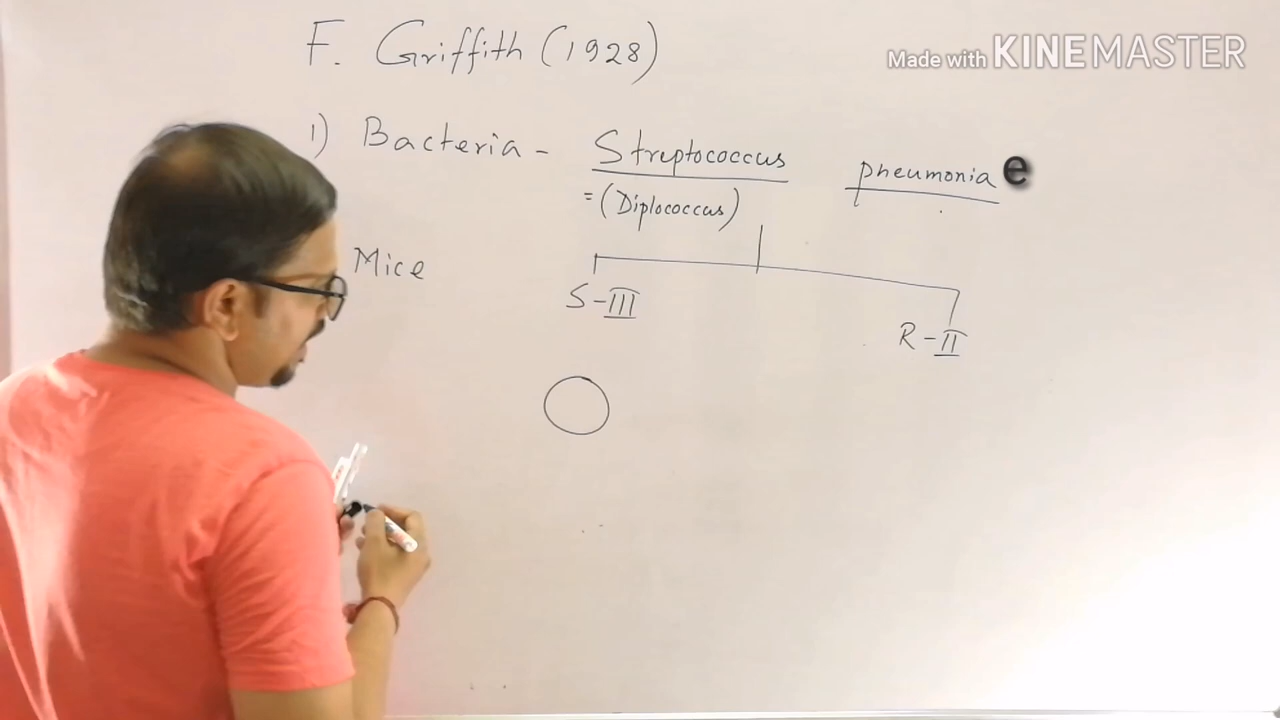 F. Griffith (1928)
Made with KINEMASTER
1) Bacteria - Streptococcus pneumoniae
= (Diplococcus)
Mice
S - III
R - II